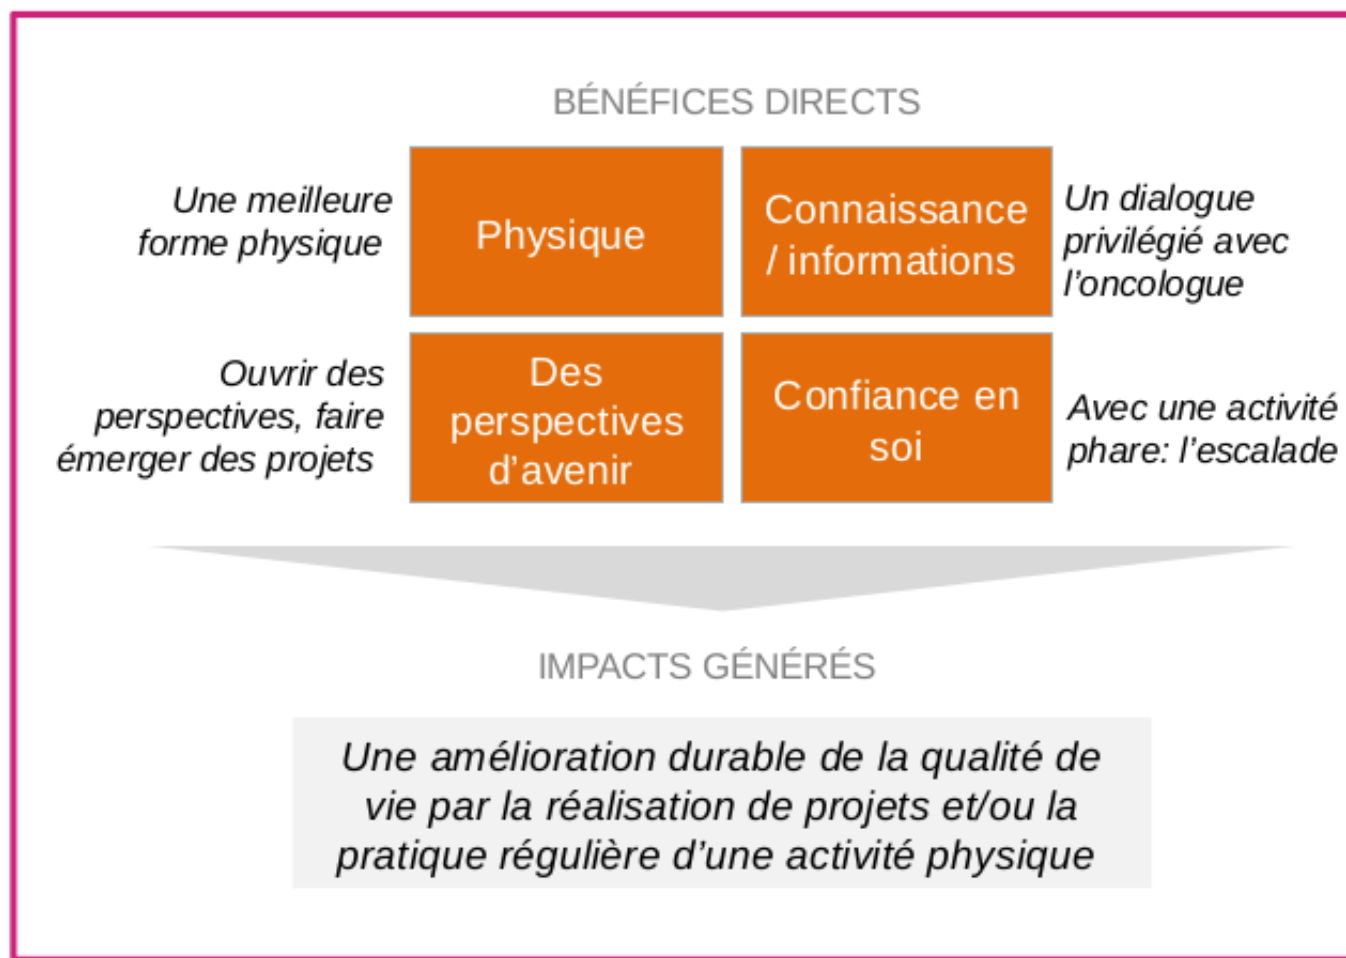 BÉNÉFICES DIRECTS
Une meilleure
forme physique
Physique
Connaissance
/ informations
Un dialogue
privilégié avec
l’oncologue
Ouvrir des
perspectives, faire
émerger des projets
Des
perspectives
d’avenir
Confiance en
soi
Avec une activité
phare: l’escalade
IMPACTS GÉNÉRÉS
Une amélioration durable de la qualité de
vie par la réalisation de projets et/ou la
pratique régulière d’une activité physique